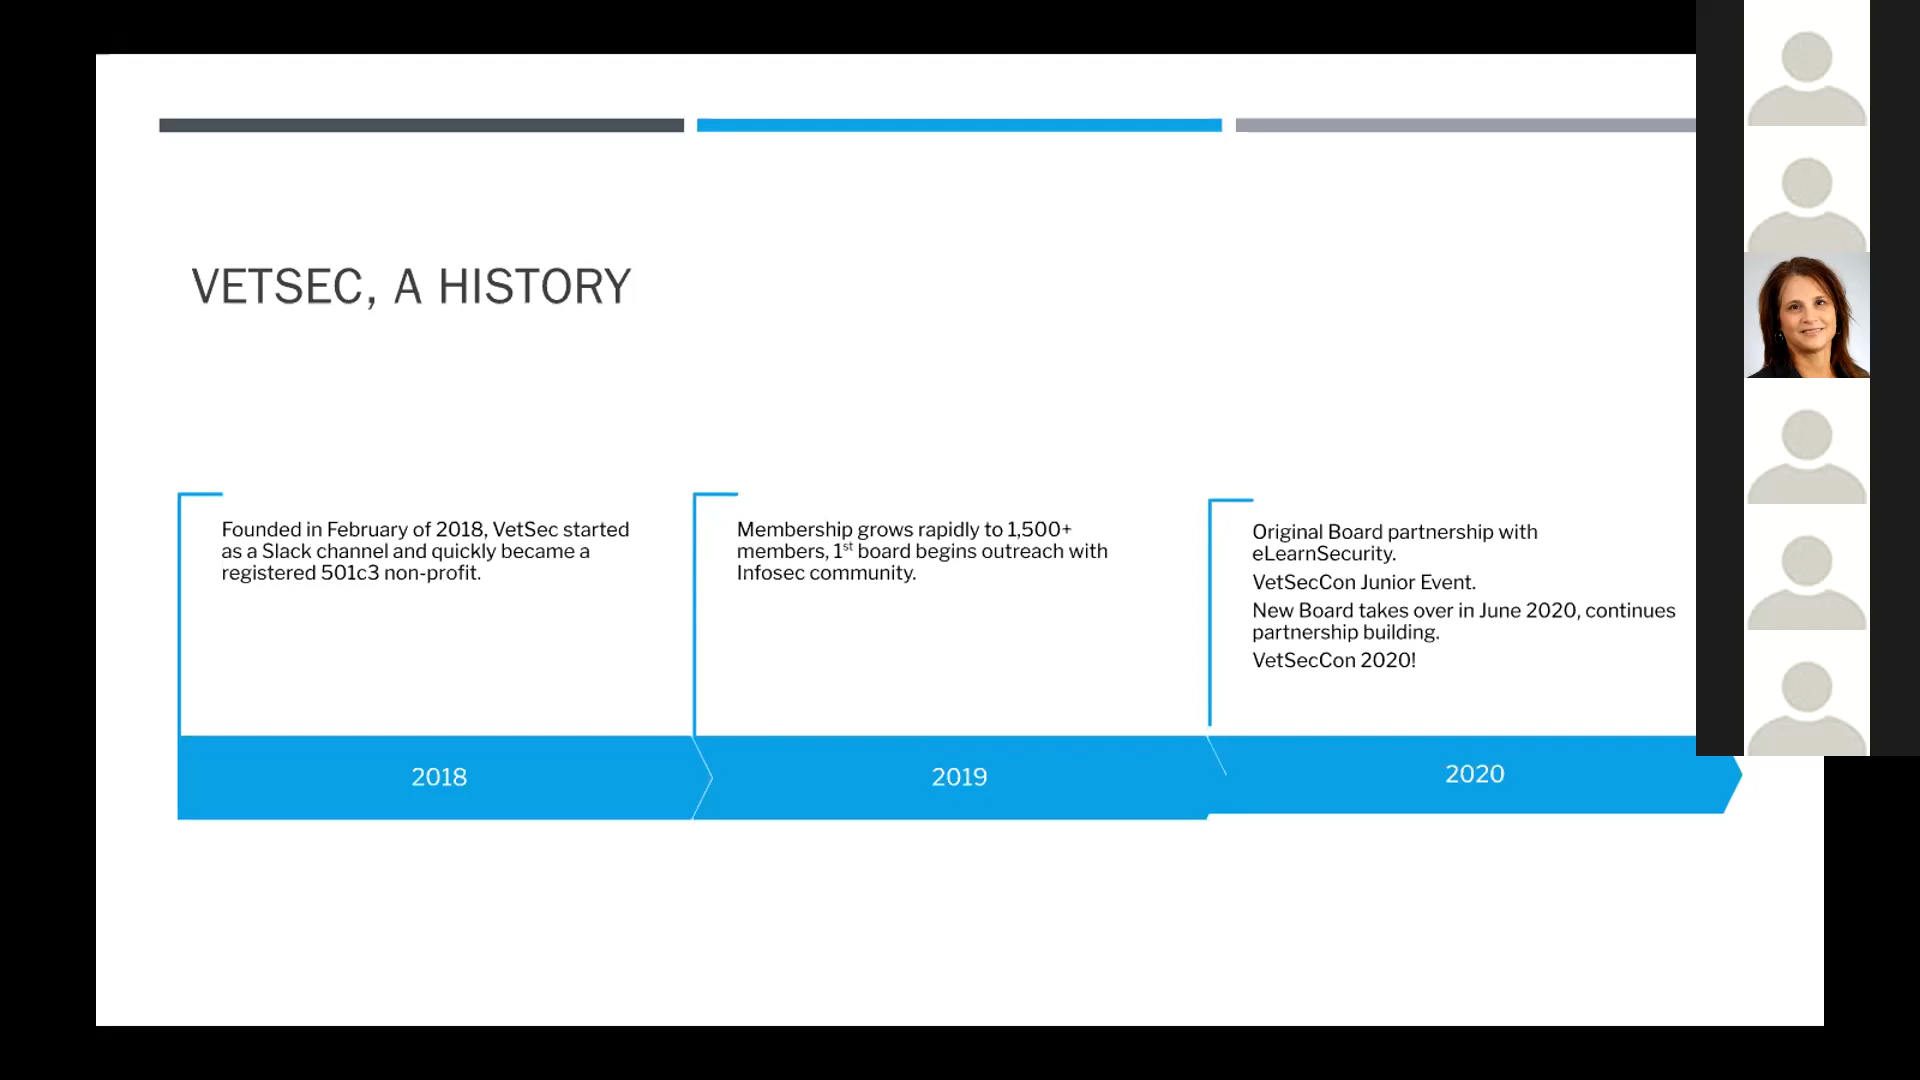 VETSEC, A HISTORY
Founded in February of 2018, VetSec started
as a Slack channel and quickly became a
registered 501c3 non-profit.
Membership grows rapidly to 1,500+
members, 1st board begins outreach with
Infosec community.
Original Board partnership with
eLearnSecurity.
VetSecCon Junior Event.
New Board takes over in June 2020, continues
partnership building.
VetSecCon 2020!
2018
2019
2020